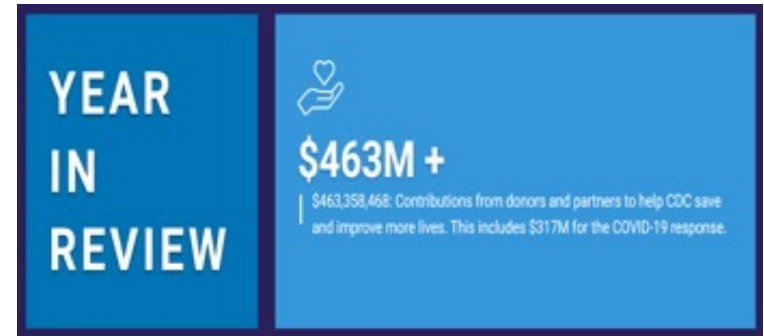 YEAR
IN
REVIEW
$463M +
$463,358,468: Contributions from donors and partners to help CDC save
and improve more lives. This includes $317M for the COVID-19 response.